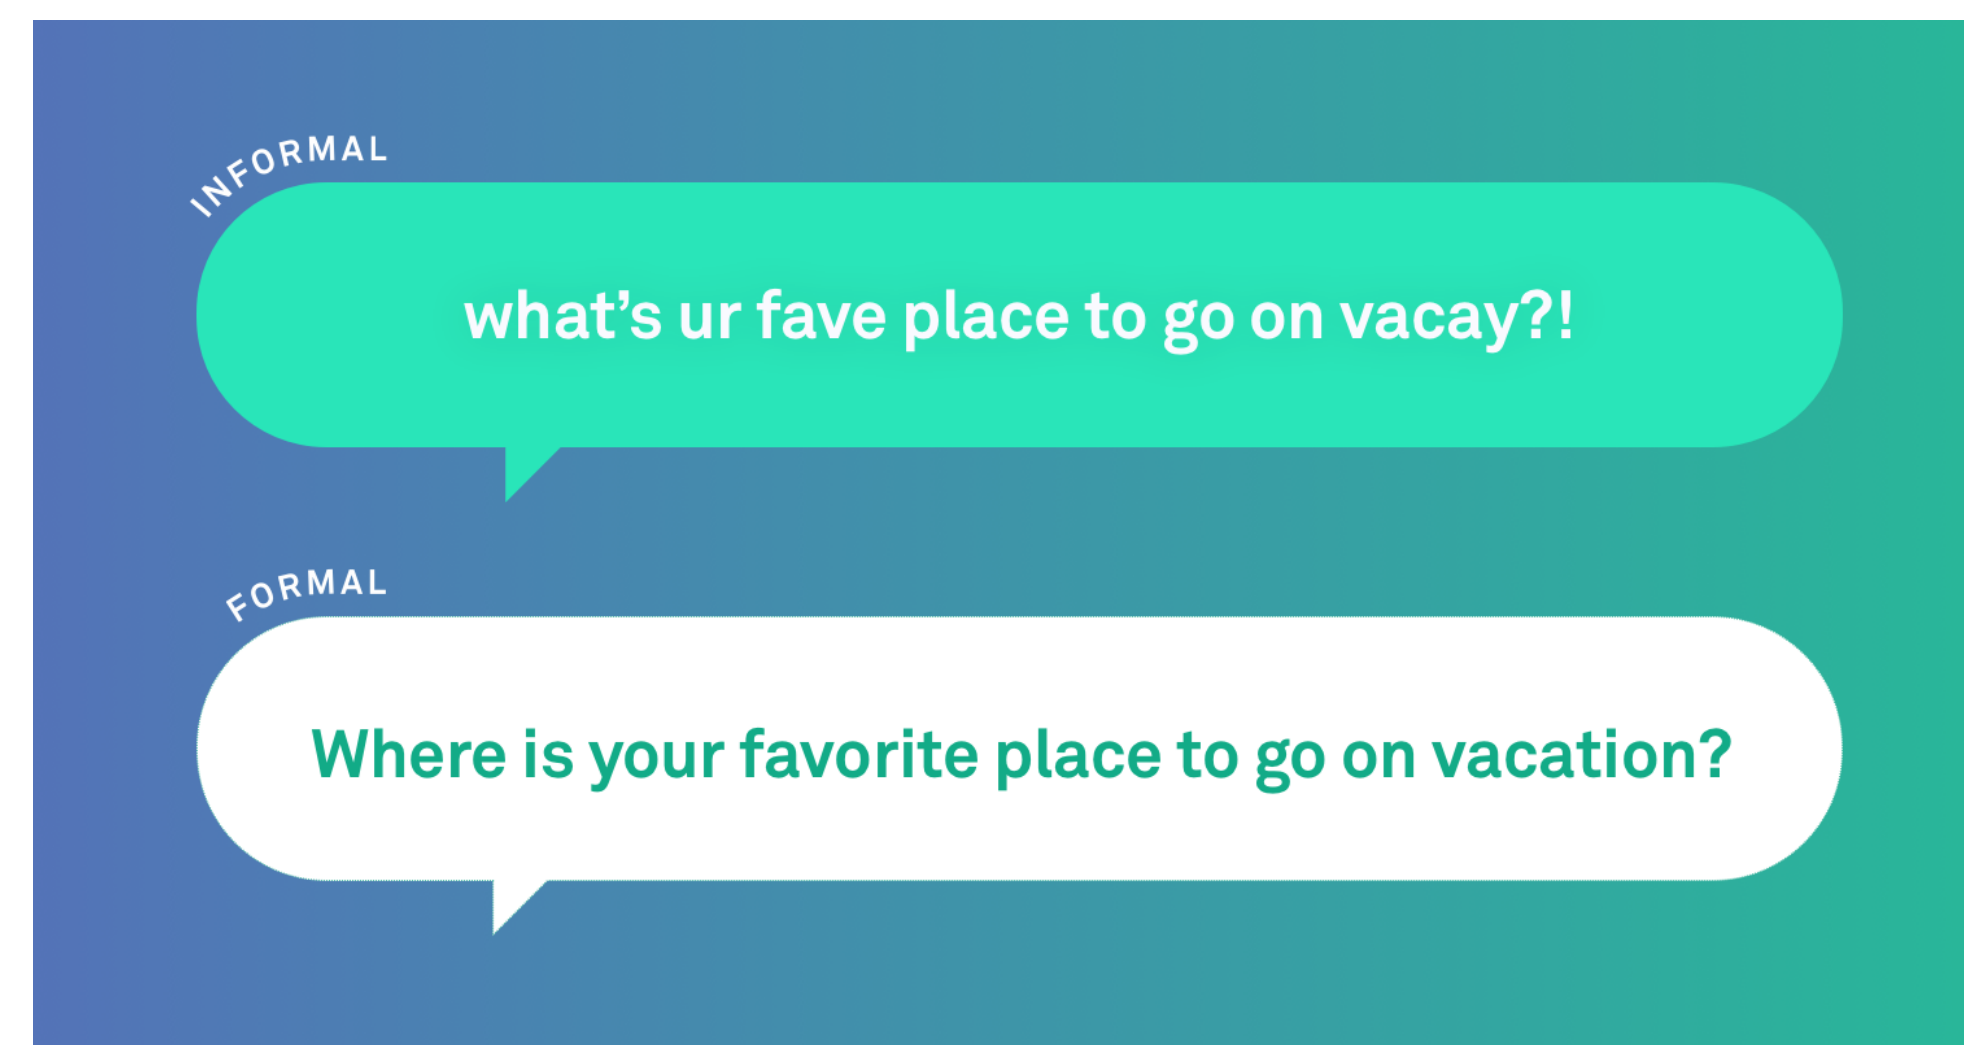 INFORMAL
what’s ur fave place to go on vacay?!
FORMAL
Where is your favorite place to go on vacation?